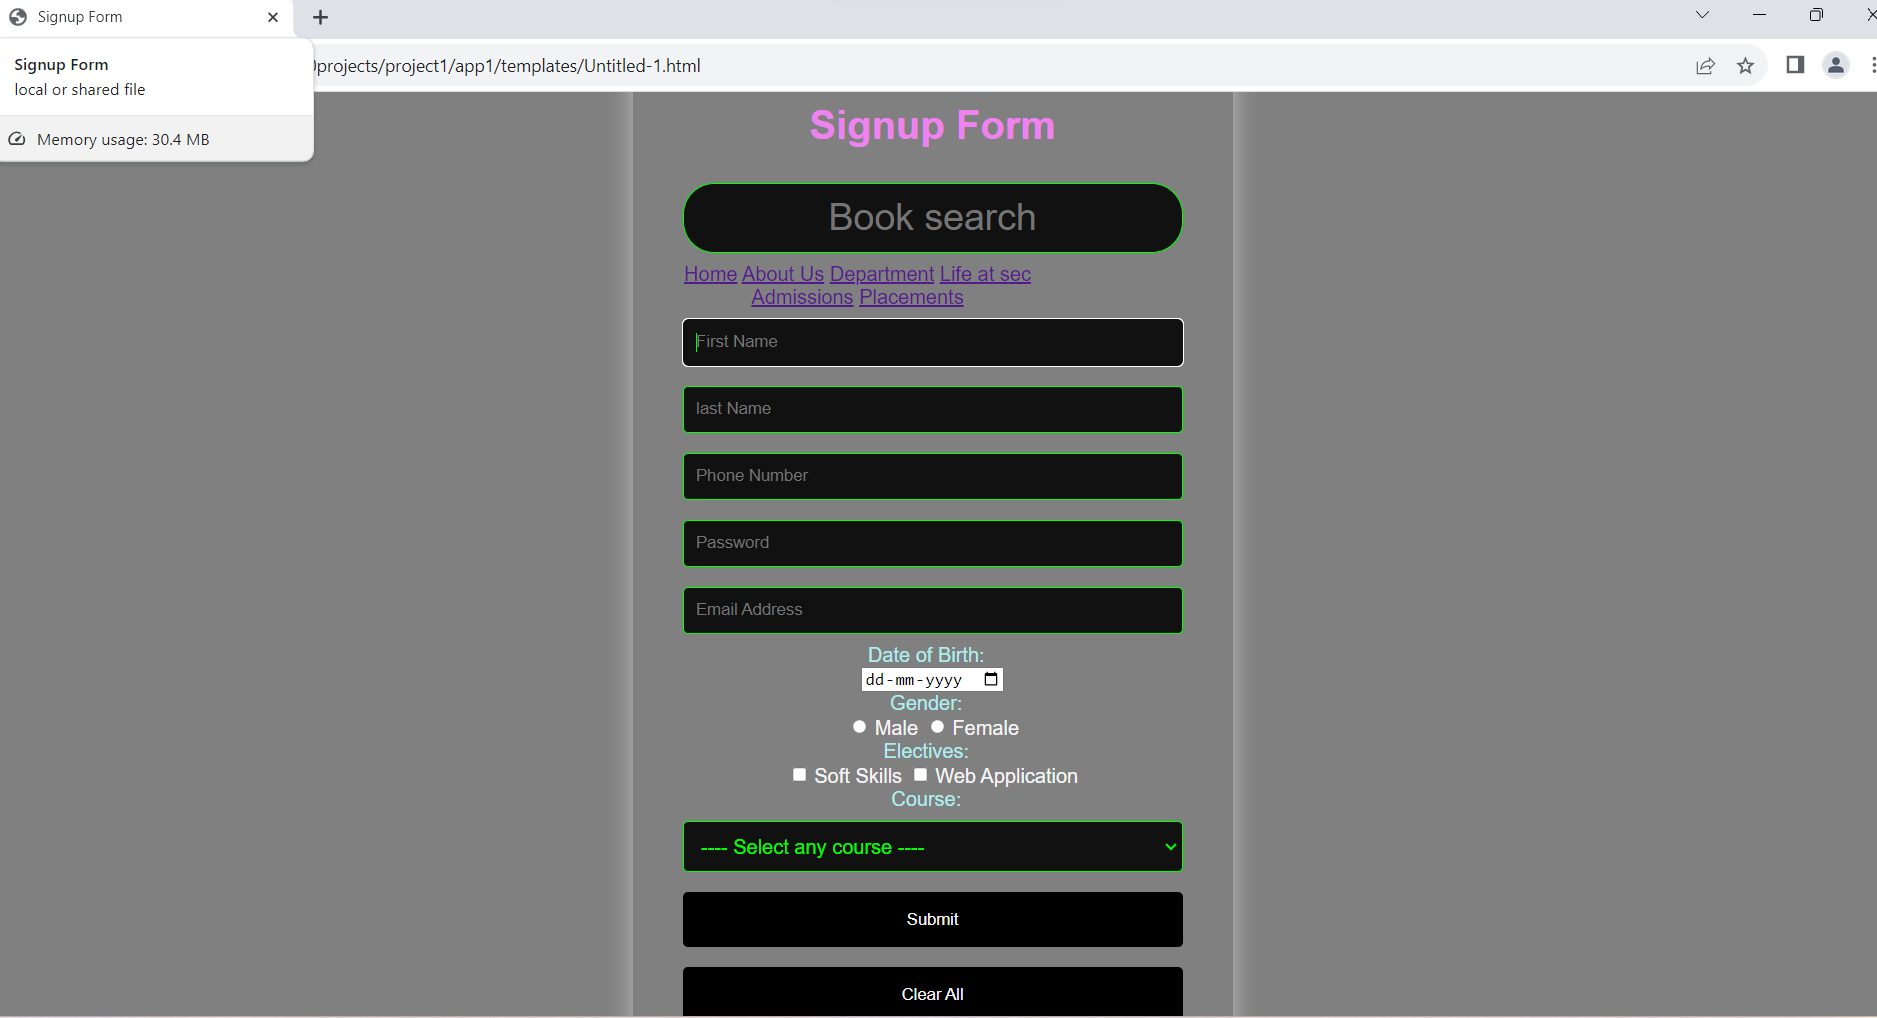 Signup Form
projects/project1/app1/templates/Untitled-1.html
Signup Form
local or shared file
Memory usage: 30.4 MB
Signup Form
Book search
Home About Us Department Life at sec
Admissions Placements
First Name
last Name
Phone Number
Password
Email Address
Date of Birth:
dd-mm-yyyy
Gender:
Male Female
Electives:
Soft Skills Web Application
Course:
---- Select any course ----
Submit
Clear All